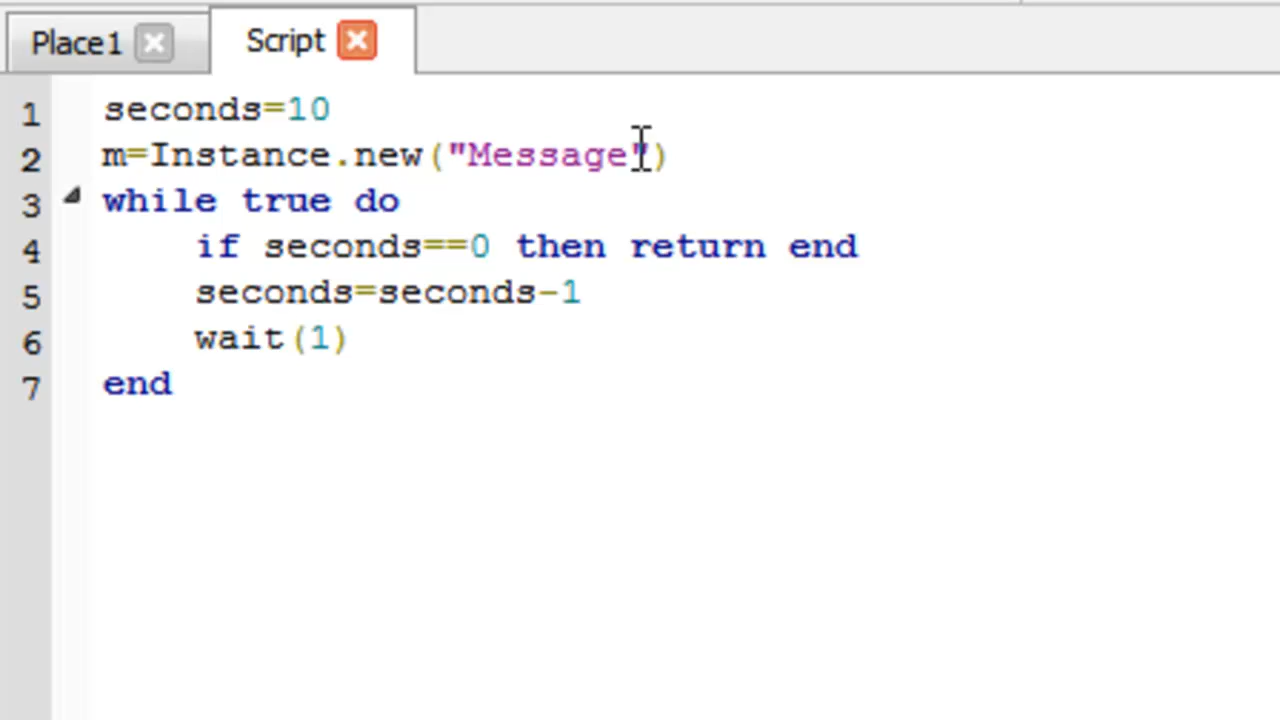 Place1 Script
1 seconds=10
2 m=Instance.new("Message")
3 while true do
4 if seconds==0 then return end
5 seconds=seconds-1
6 wait(1)
7 end